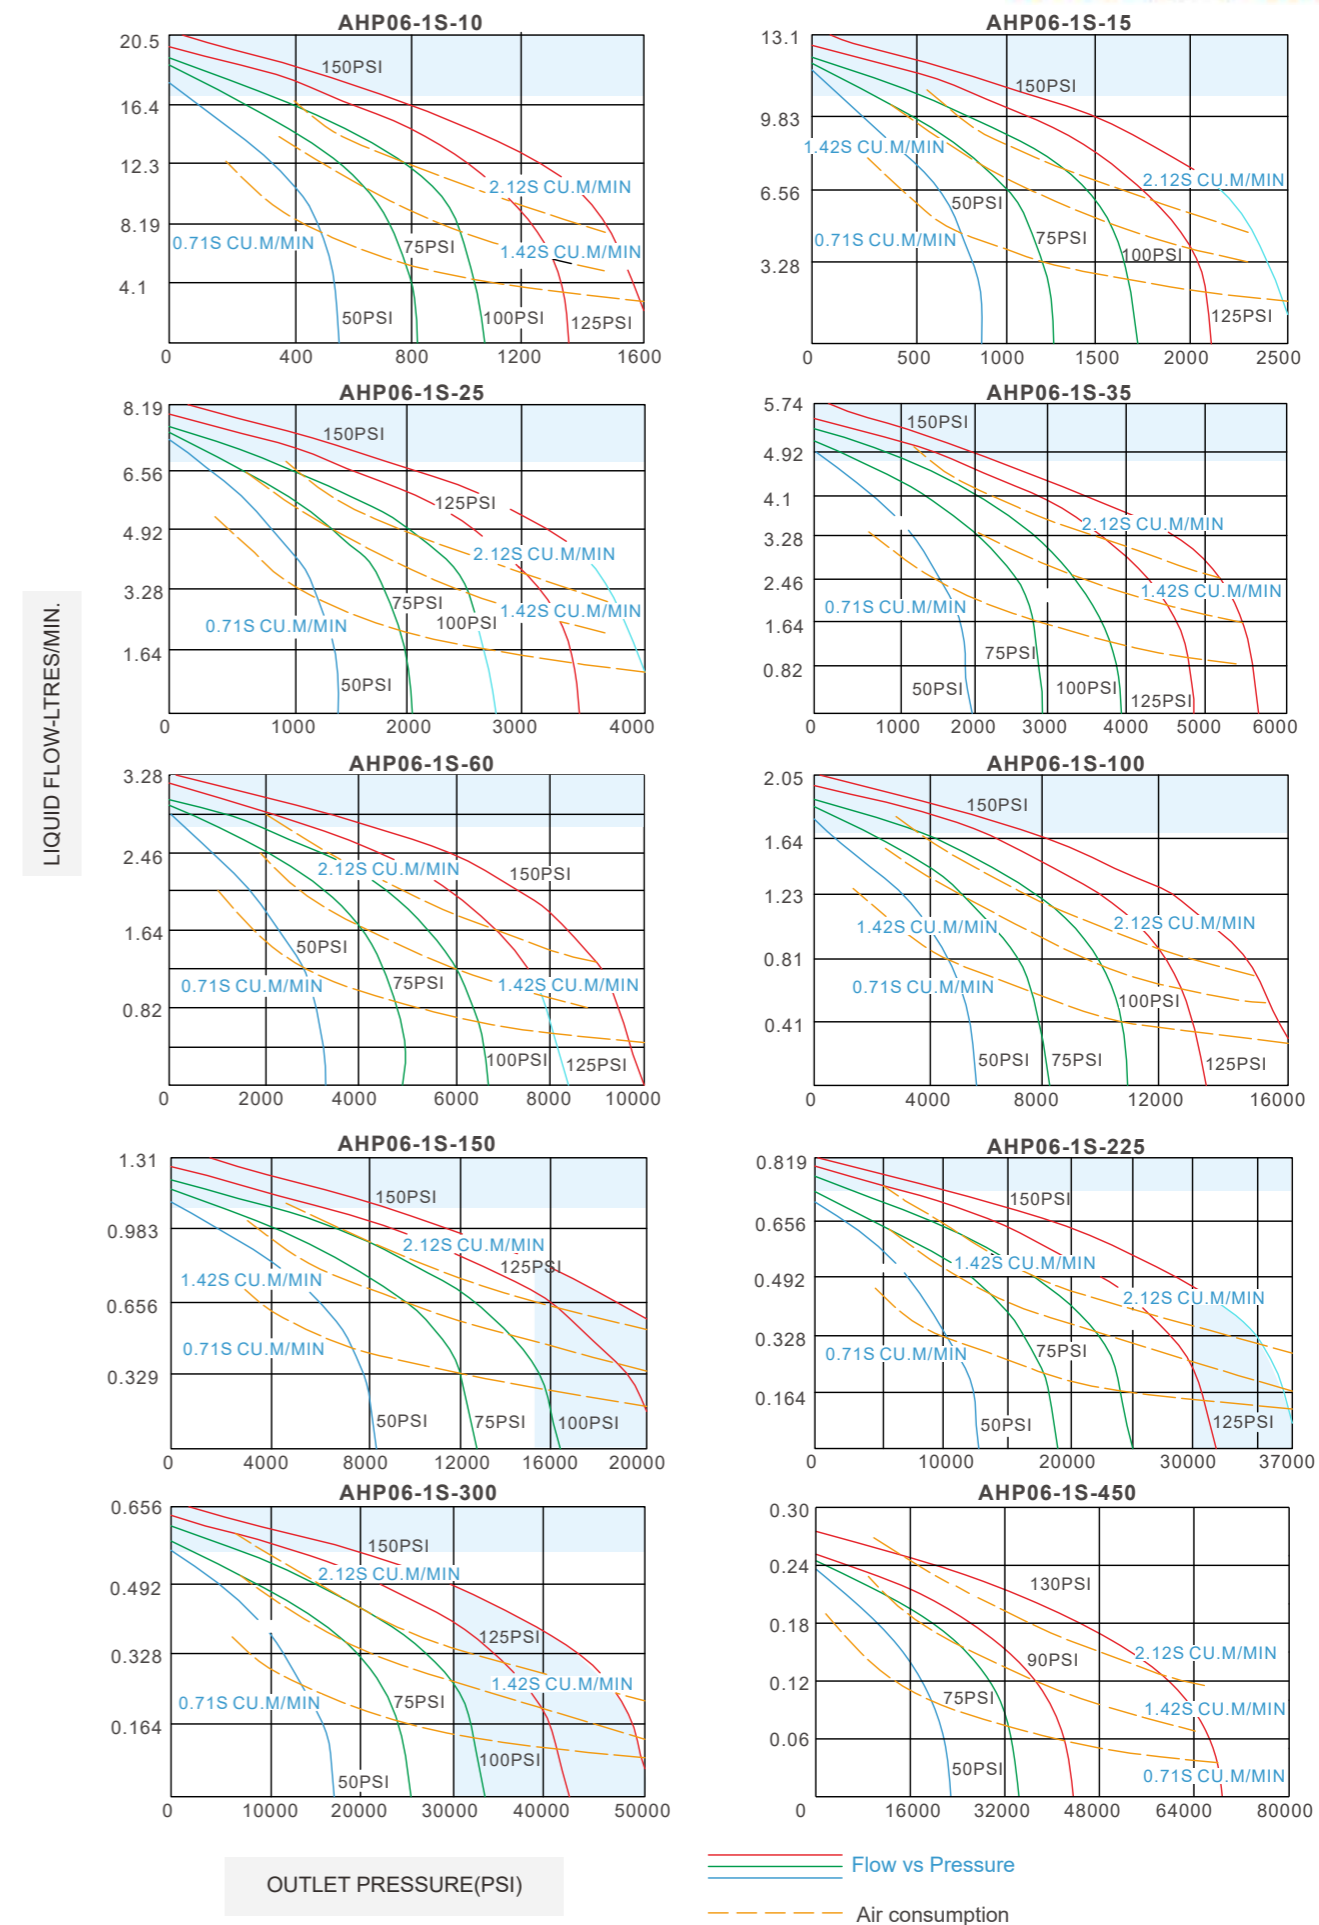 AHP06-1S-10
20.5
16.4
12.3
8.19
4.1
0 400 800 1200 1600
150PSI
2.12S CU.M/MIN
0.71S CU.M/MIN
75PSI
1.42S CU.M/MIN
50PSI
100PSI
125PSI
AHP06-1S-15
13.1
9.83
6.56
3.28
0 500 1000 1500 2000 2500
150PSI
1.42S CU.M/MIN
2.12S CU.M/MIN
50PSI
0.71S CU.M/MIN
75PSI
100PSI
125PSI
AHP06-1S-25
8.19
6.56
4.92
3.28
1.64
0 1000 2000 3000 4000
150PSI
125PSI
2.12S CU.M/MIN
75PSI
1.42S CU.M/MIN
100PSI
0.71S CU.M/MIN
50PSI
AHP06-1S-35
5.74
4.92
4.1
3.28
2.46
1.64
0.82
0 1000 2000 3000 4000 5000 6000
150PSI
2.12S CU.M/MIN
1.42S CU.M/MIN
0.71S CU.M/MIN
75PSI
50PSI
100PSI
125PSI
LIQUID FLOW-LTRES/MIN.
AHP06-1S-60
3.28
2.46
1.64
0.82
0 2000 4000 6000 8000 10000
2.12S CU.M/MIN
150PSI
50PSI
0.71S CU.M/MIN
75PSI
1.42S CU.M/MIN
100PSI
125PSI
AHP06-1S-100
2.05
1.64
1.23
0.81
0.41
0 4000 8000 12000 16000
150PSI
1.42S CU.M/MIN
2.12S CU.M/MIN
0.71S CU.M/MIN
100PSI
50PSI
75PSI
125PSI
AHP06-1S-150
1.31
0.983
0.656
0.329
0 4000 8000 12000 16000 20000
150PSI
2.12S CU.M/MIN
125PSI
1.42S CU.M/MIN
0.71S CU.M/MIN
50PSI
75PSI
100PSI
AHP06-1S-225
0.819
0.656
0.492
0.328
0.164
0 10000 20000 30000 37000
150PSI
1.42S CU.M/MIN
2.12S CU.M/MIN
0.71S CU.M/MIN
75PSI
50PSI
125PSI
AHP06-1S-300
0.656
0.492
0.328
0.164
0 10000 20000 30000 40000 50000
150PSI
2.12S CU.M/MIN
125PSI
1.42S CU.M/MIN
0.71S CU.M/MIN
75PSI
100PSI
50PSI
AHP06-1S-450
0.30
0.24
0.18
0.12
0.06
0 16000 32000 48000 64000 80000
130PSI
2.12S CU.M/MIN
90PSI
75PSI
1.42S CU.M/MIN
50PSI
0.71S CU.M/MIN
OUTLET PRESSURE(PSI)
Flow vs Pressure
Air consumption